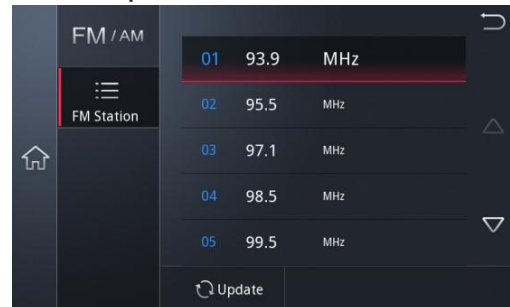 FM / AM
FM Station
01 93.9 MHz
02 95.5 MHz
03 97.1 MHz
04 98.5 MHz
05 99.5 MHz
Update